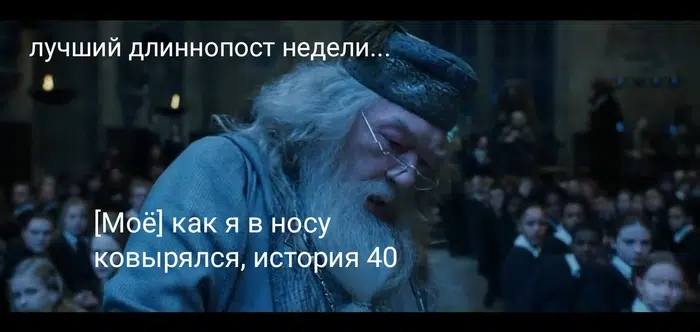 лучший длиннопост недели...
[Моё] как я в носу
ковырялся, история 40